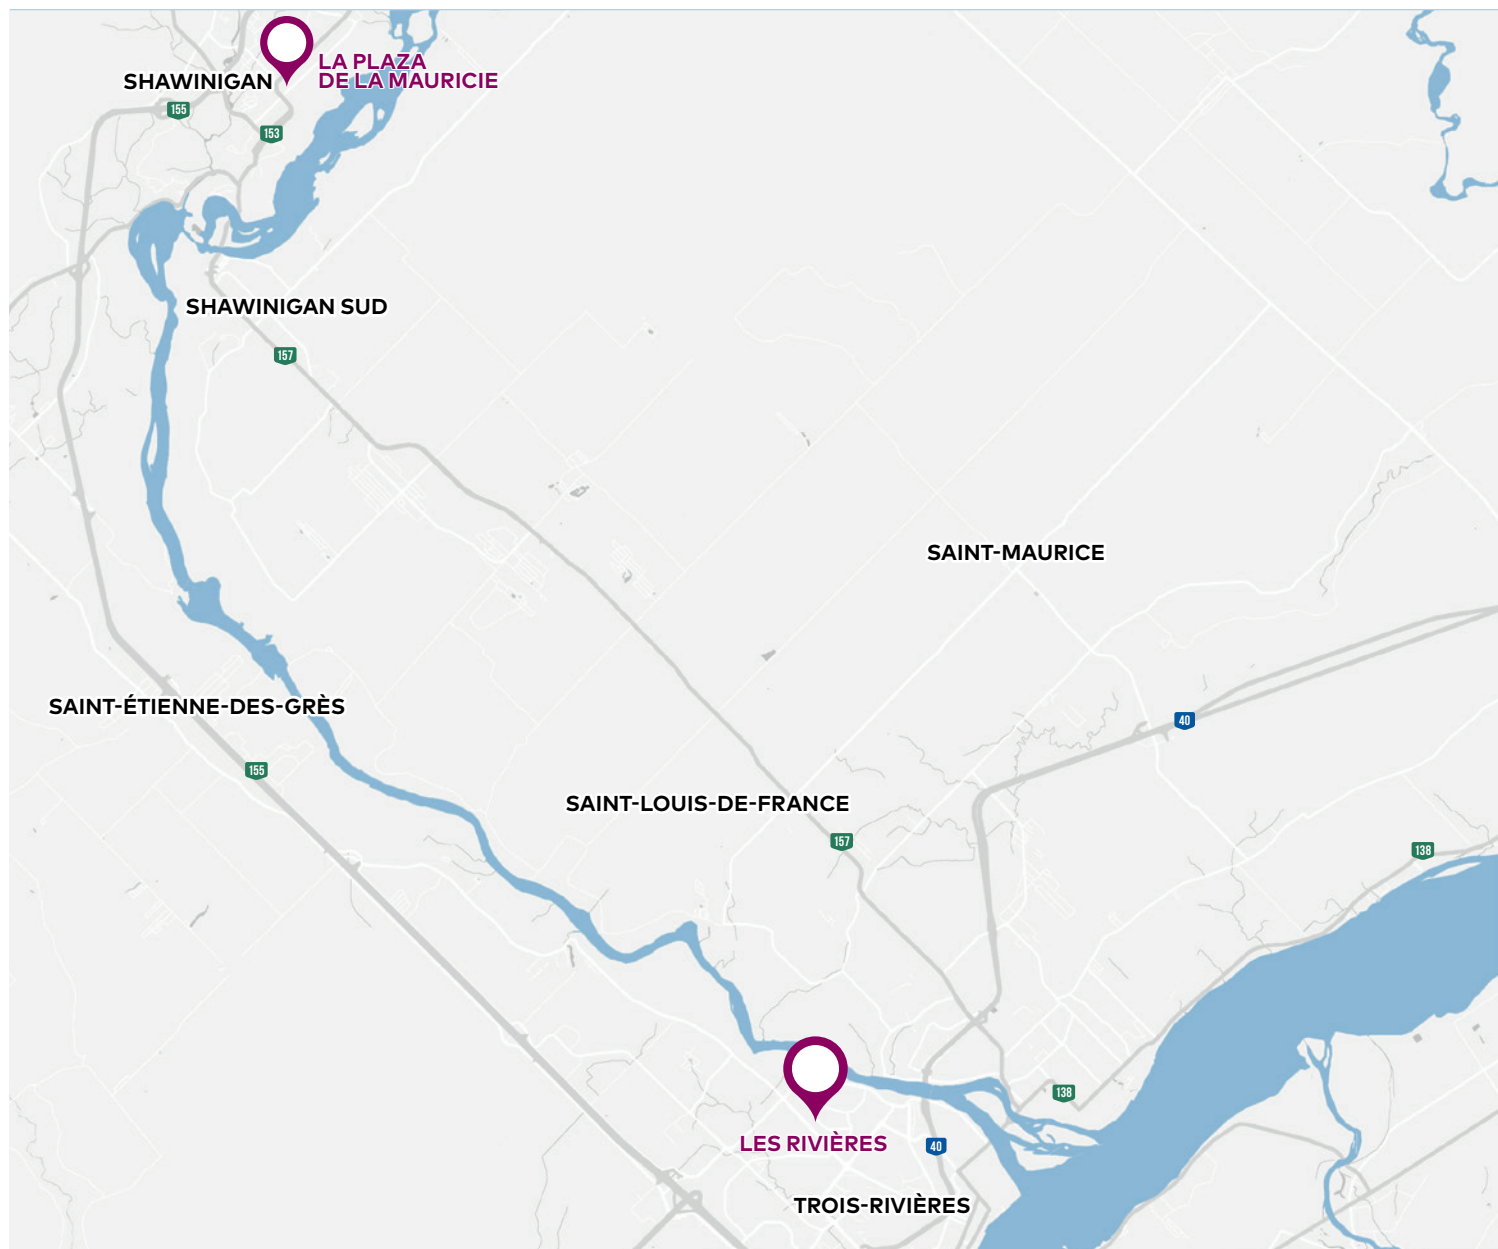 LA PLAZA
DE LA MAURICIE
SHAWINIGAN
155
153
SHAWINIGAN SUD
157
SAINT-MAURICE
SAINT-ÉTIENNE-DES-GRÈS
40
155
SAINT-LOUIS-DE-FRANCE
157
138
138
LES RIVIÈRES
40
TROIS-RIVIÈRES